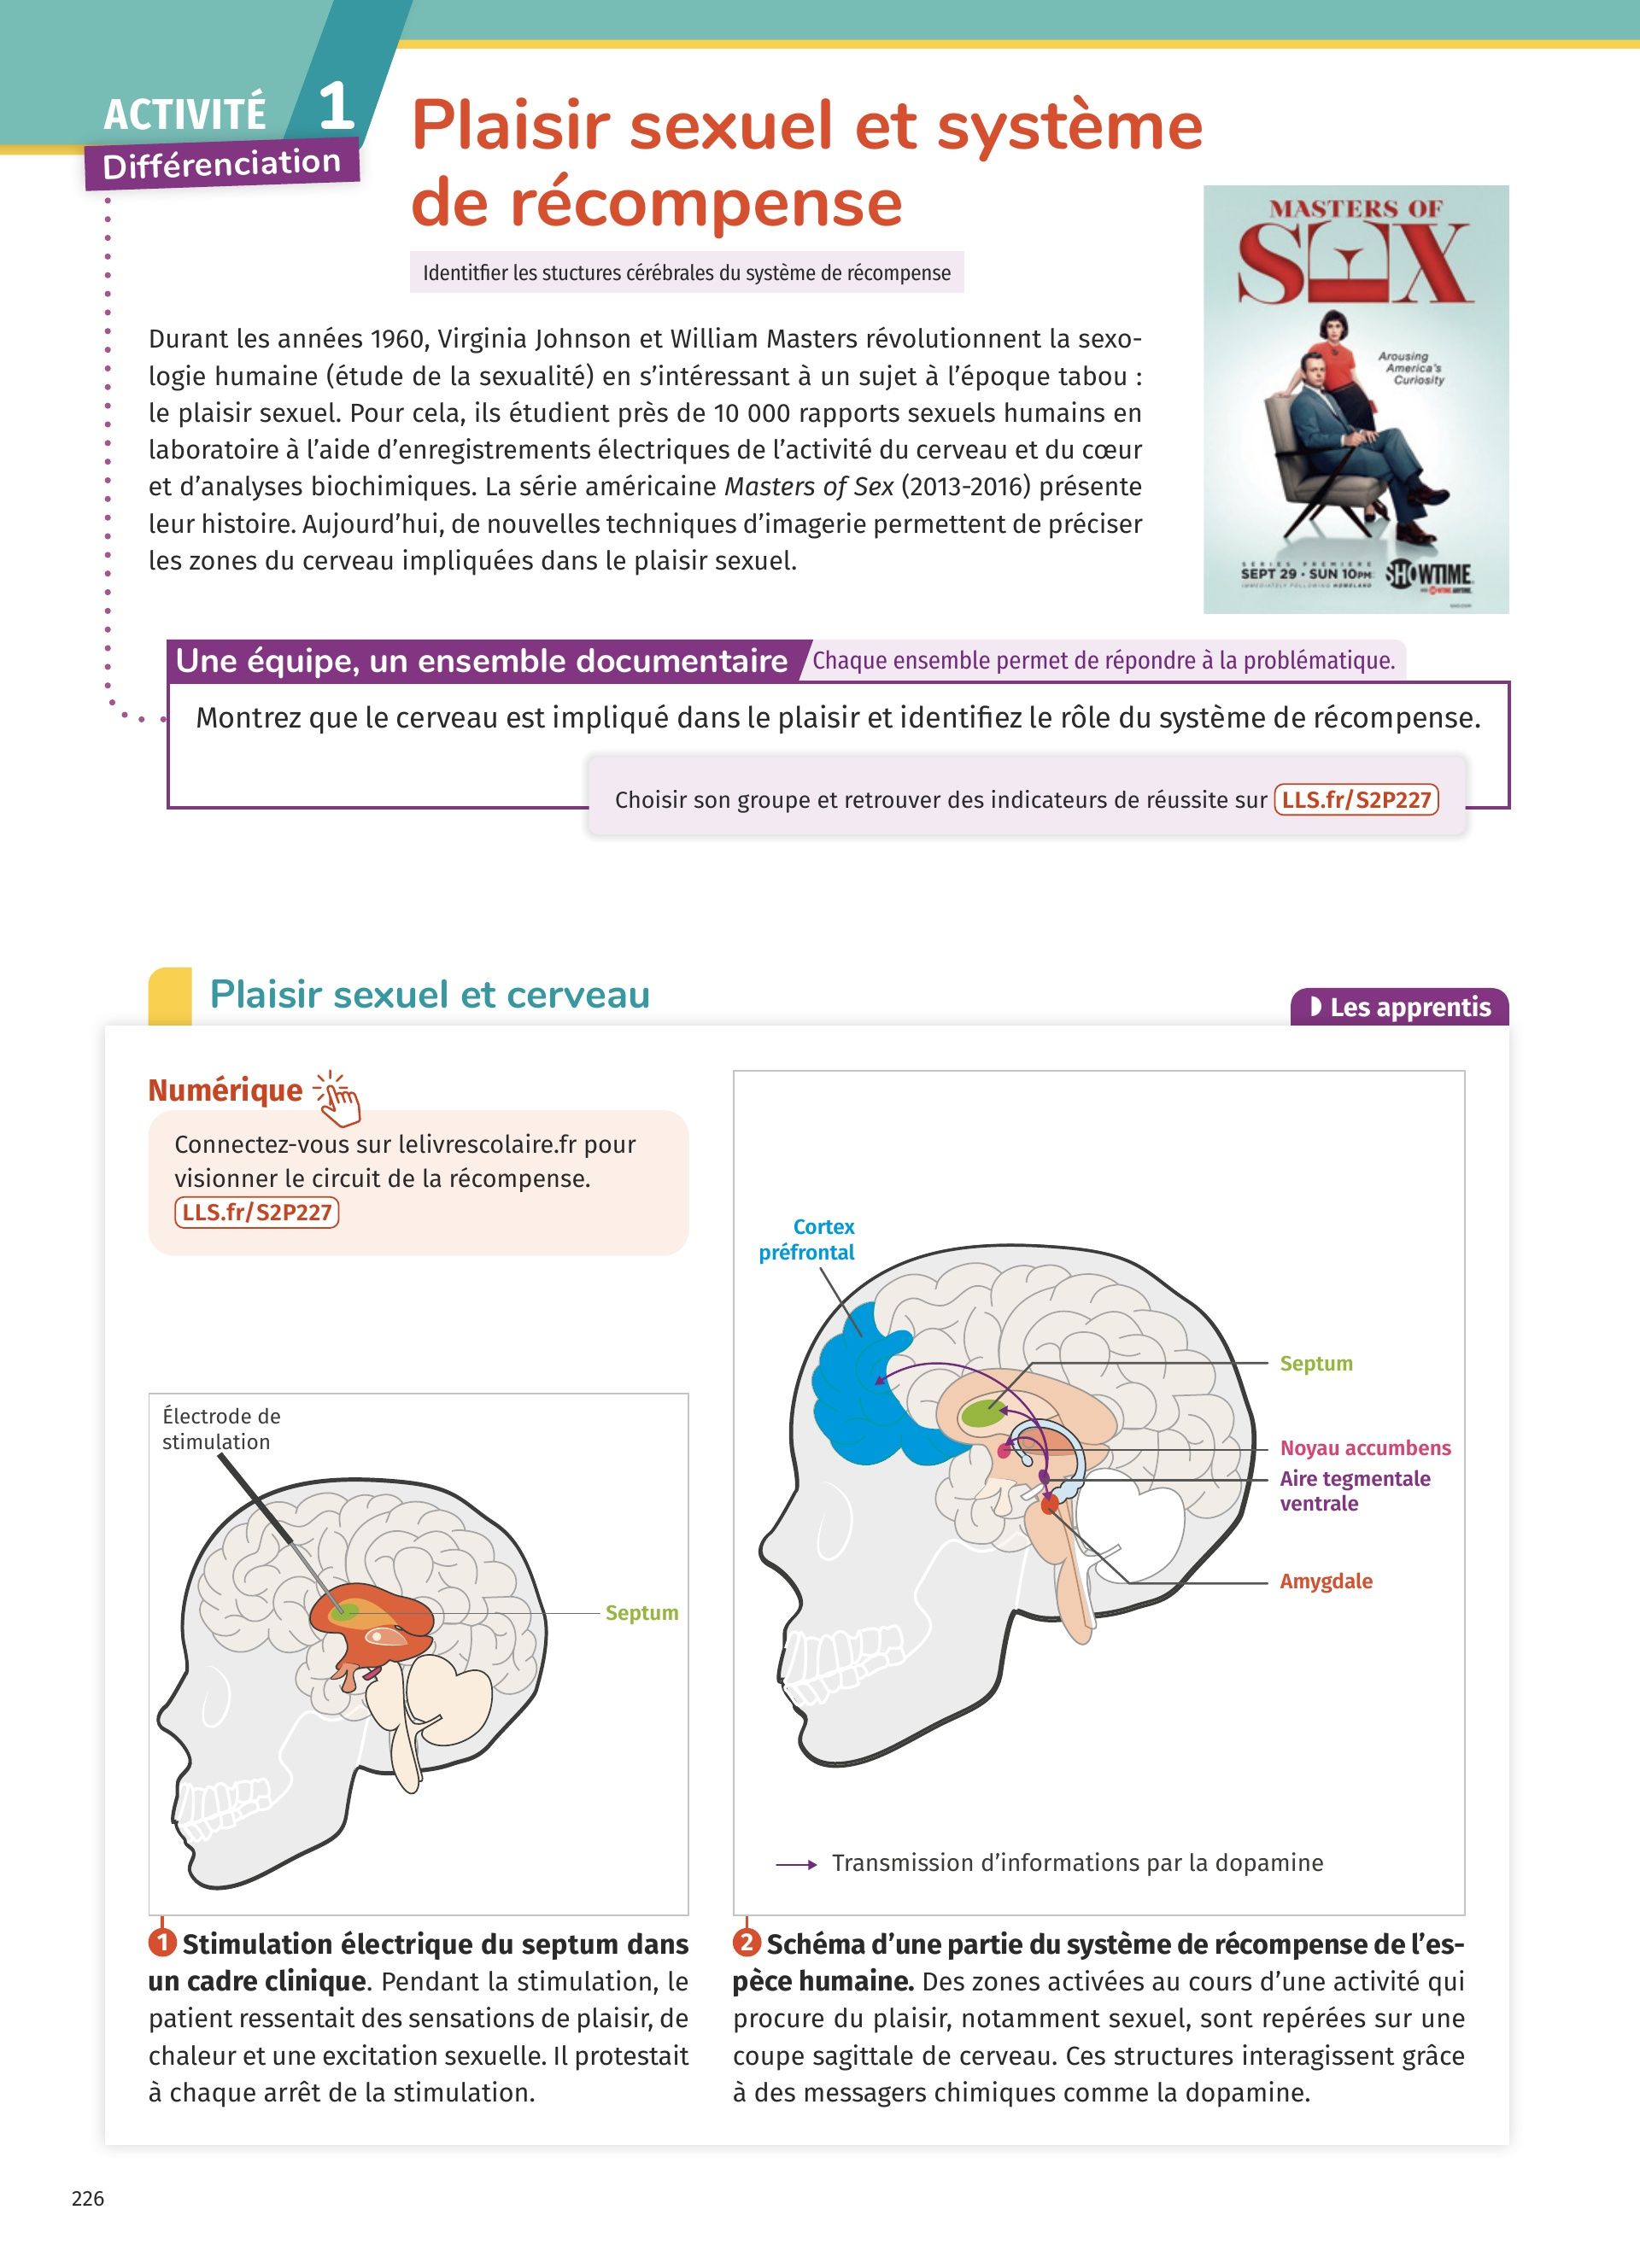 ACTIVITÉ 1
Différenciation
Plaisir sexuel et système
de récompense
Identitfier les stuctures cérébrales du système de récompense
Durant les années 1960, Virginia Johnson et William Masters révolutionnent la sexo-
logie humaine (étude de la sexualité) en s’intéressant à un sujet à l’époque tabou :
le plaisir sexuel. Pour cela, ils étudient près de 10 000 rapports sexuels humains en
laboratoire à l’aide d’enregistrements électriques de l’activité du cerveau et du cœur
et d’analyses biochimiques. La série américaine Masters of Sex (2013-2016) présente
leur histoire. Aujourd’hui, de nouvelles techniques d’imagerie permettent de préciser
les zones du cerveau impliquées dans le plaisir sexuel.
MASTERS OF
SEX
Arousing
America's
Curiosity
SERIES PREMIERE
SEPT 29 · SUN 10PM
IMMEDIATELY FOLLOWING HOMELAND
SHOWTIME
Une équipe, un ensemble documentaire
Chaque ensemble permet de répondre à la problématique.
Montrez que le cerveau est impliqué dans le plaisir et identifiez le rôle du système de récompense.
Choisir son groupe et retrouver des indicateurs de réussite sur LLS.fr/S2P227
Plaisir sexuel et cerveau
Les apprentis
Numérique
Connectez-vous sur lelivrescolaire.fr pour
visionner le circuit de la récompense.
LLS.fr/S2P227
Électrode de
stimulation
Septum
1 Stimulation électrique du septum dans
un cadre clinique. Pendant la stimulation, le
patient ressentait des sensations de plaisir, de
chaleur et une excitation sexuelle. Il protestait
à chaque arrêt de la stimulation.
Cortex
préfrontal
Septum
Noyau accumbens
Aire tegmentale
ventrale
Amygdale
Transmission d’informations par la dopamine
2 Schéma d’une partie du système de récompense de l’es-
pèce humaine. Des zones activées au cours d’une activité qui
procure du plaisir, notamment sexuel, sont repérées sur une
coupe sagittale de cerveau. Ces structures interagissent grâce
à des messagers chimiques comme la dopamine.
226